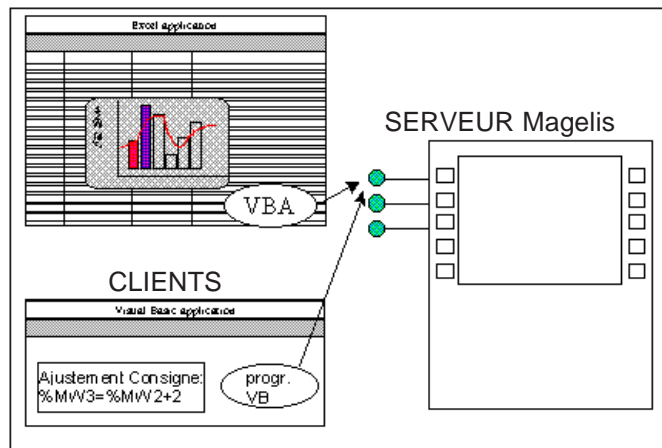 Excel application
VBA
SERVEUR Magelis
CLIENTS
Visual Basic application
Ajustement Consigne:
%MW3=%MW2+2
progr.
VB